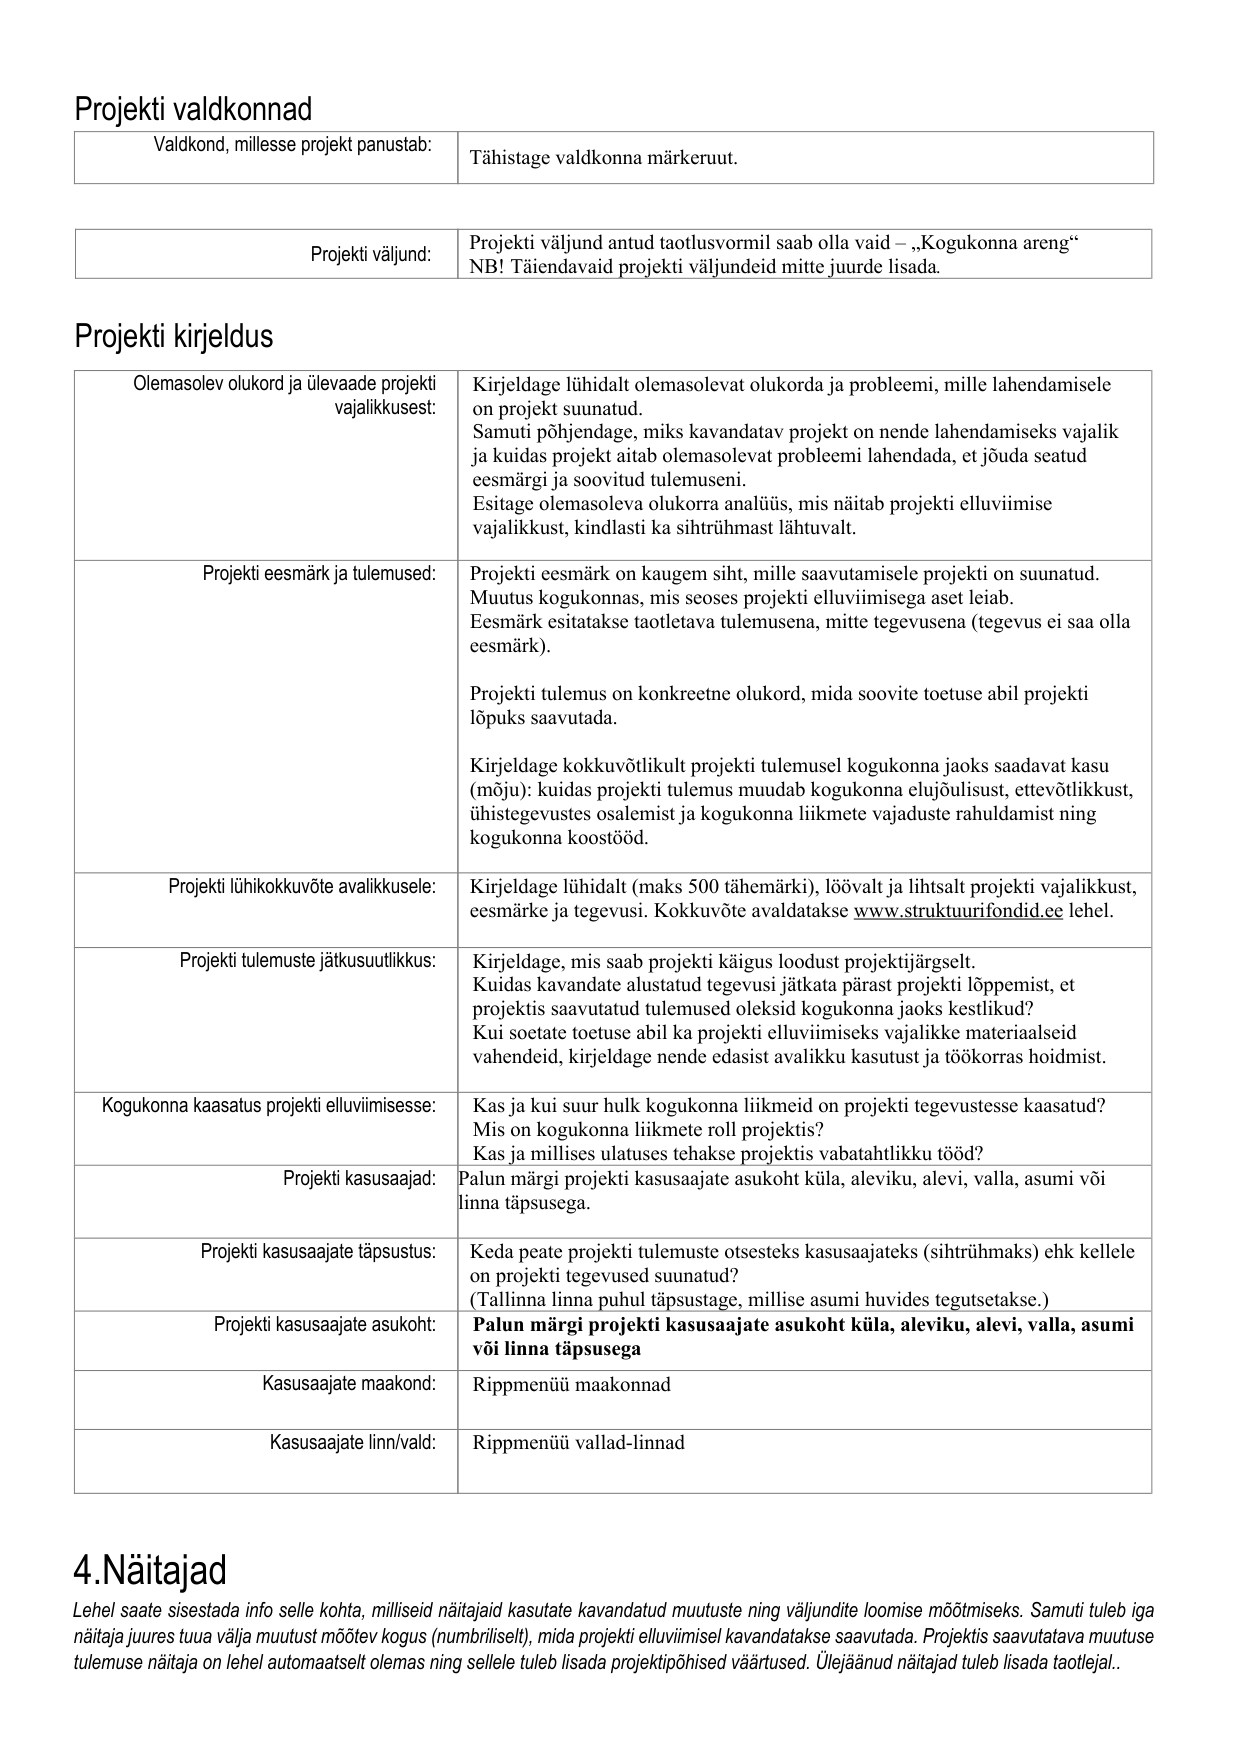 Projekti valdkonnad
Valdkond, millesse projekt panustab:
Tähistage valdkonna märkeruut.
Projekti väljund:
Projekti väljund antud taotlusvormil saab olla vaid – „Kogukonna areng“
NB! Täiendavaid projekti väljundeid mitte juurde lisada.
Projekti kirjeldus
Olemasolev olukord ja ülevaade projekti
vajalikkusest:
Kirjeldage lühidalt olemasolevat olukorda ja probleemi, mille lahendamisele
on projekt suunatud.
Samuti põhjendage, miks kavandatav projekt on nende lahendamiseks vajalik
ja kuidas projekt aitab olemasolevat probleemi lahendada, et jõuda seatud
eesmärgi ja soovitud tulemuseni.
Esitage olemasoleva olukorra analüüs, mis näitab projekti elluviimise
vajalikkust, kindlasti ka sihtrühmast lähtuvalt.
Projekti eesmärk ja tulemused:
Projekti eesmärk on kaugem siht, mille saavutamisele projekti on suunatud.
Muutus kogukonnas, mis seoses projekti elluviimisega aset leiab.
Eesmärk esitatakse taotletava tulemusena, mitte tegevusena (tegevus ei saa olla
eesmärk).
Projekti tulemus on konkreetne olukord, mida soovite toetuse abil projekti
lõpuks saavutada.
Kirjeldage kokkuvõtlikult projekti tulemusel kogukonna jaoks saadavat kasu
(mõju): kuidas projekti tulemus muudab kogukonna elujõulisust, ettevõtlikkust,
ühistegevustes osalemist ja kogukonna liikmete vajaduste rahuldamist ning
kogukonna koostööd.
Projekti lühikokkuvõte avalikkusele:
Kirjeldage lühidalt (maks 500 tähemärki), löövalt ja lihtsalt projekti vajalikkust,
eesmärke ja tegevusi. Kokkuvõte avaldatakse www.struktuurifondid.ee lehel.
Projekti tulemuste jätkusuutlikkus:
Kirjeldage, mis saab projekti käigus loodust projektijärgselt.
Kuidas kavandate alustatud tegevusi jätkata pärast projekti lõppemist, et
projektis saavutatud tulemused oleksid kogukonna jaoks kestlikud?
Kui soetate toetuse abil ka projekti elluviimiseks vajalikke materiaalseid
vahendeid, kirjeldage nende edasist avalikku kasutust ja töökorras hoidmist.
Kogukonna kaasatus projekti elluviimisesse:
Kas ja kui suur hulk kogukonna liikmeid on projekti tegevustesse kaasatud?
Mis on kogukonna liikmete roll projektis?
Kas ja millises ulatuses tehakse projektis vabatahtlikku tööd?
Projekti kasusaajad:
Palun märgi projekti kasusaajate asukoht küla, aleviku, alevi, valla, asumi või
linna täpsusega.
Projekti kasusaajate täpsustus:
Keda peate projekti tulemuste otsesteks kasusaajateks (sihtrühmaks) ehk kellele
on projekti tegevused suunatud?
(Tallinna linna puhul täpsustage, millise asumi huvides tegutsetakse.)
Projekti kasusaajate asukoht:
Palun märgi projekti kasusaajate asukoht küla, aleviku, alevi, valla, asumi
või linna täpsusega
Kasusaajate maakond:
Rippmenüü maakonnad
Kasusaajate linn/vald:
Rippmenüü vallad-linnad
4.Näitajad
Lehel saate sisestada info selle kohta, milliseid näitajaid kasutate kavandatud muutuste ning väljundite loomise mõõtmiseks. Samuti tuleb iga
näitaja juures tuua välja muutust mõõtev kogus (numbriliselt), mida projekti elluviimisel kavandatakse saavutada. Projektis saavutatava muutuse
tulemuse näitaja on lehel automaatselt olemas ning sellele tuleb lisada projektipõhised väärtused. Ülejäänud näitajad tuleb lisada taotlejal..